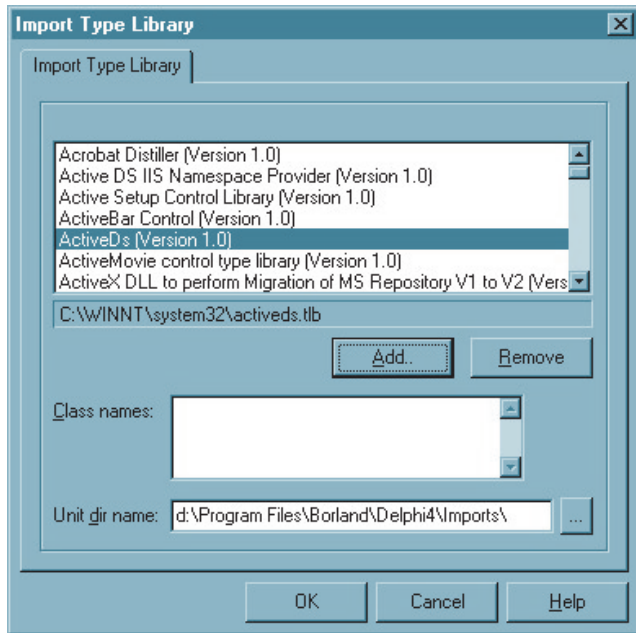 Import Type Library
Import Type Library
Acrobat Distiller (Version 1.0)
Active DS IIS Namespace Provider (Version 1.0)
Active Setup Control Library (Version 1.0)
ActiveBar Control (Version 1.0)
ActiveDs (Version 1.0)
ActiveMovie control type library (Version 1.0)
ActiveX DLL to perform Migration of MS Repository V1 to V2 (Vers
C:\WINNT\system32\activeds.tlb
Add.. Remove
Class names:
Unit dir name: d:\Program Files\Borland\Delphi4\Imports\ ...
OK Cancel Help